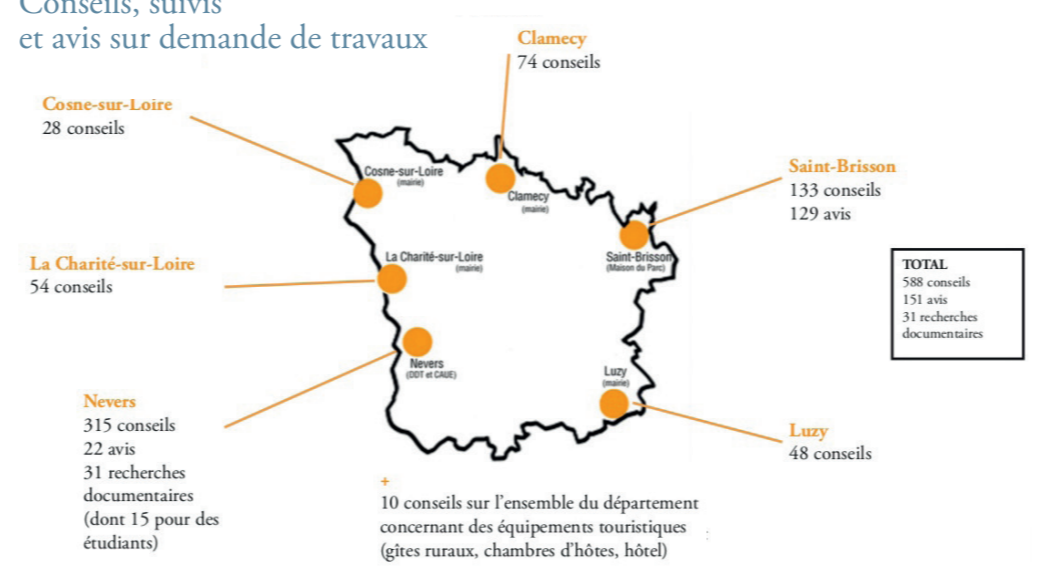 Conseils, suivis
et avis sur demande de travaux
Clamecy
74 conseils
Cosne-sur-Loire
28 conseils
Saint-Brisson
133 conseils
129 avis
La Charité-sur-Loire
54 conseils
Cosne-sur-Loire
(mairie)
Clamecy
(mairie)
La Charité-sur-Loire
(mairie)
Saint-Brisson
(Maison du Parc)
Nevers
(DDT et CAUE)
Luzy
(mairie)
TOTAL
588 conseils
151 avis
31 recherches
documentaires
Nevers
315 conseils
22 avis
31 recherches
documentaires
(dont 15 pour des
étudiants)
Luzy
48 conseils
+
10 conseils sur l'ensemble du département
concernant des équipements touristiques
(gîtes ruraux, chambres d'hôtes, hôtel)